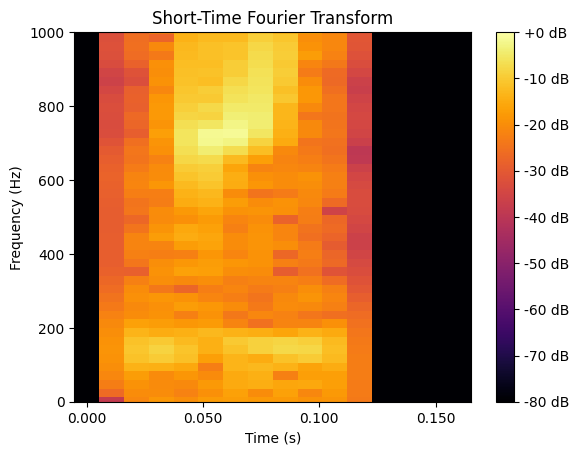 Short-Time Fourier Transform
1000
800
600
400
200
0
Frequency (Hz)
0.000
0.050
0.100
0.150
Time (s)
+0 dB
-10 dB
-20 dB
-30 dB
-40 dB
-50 dB
-60 dB
-70 dB
-80 dB